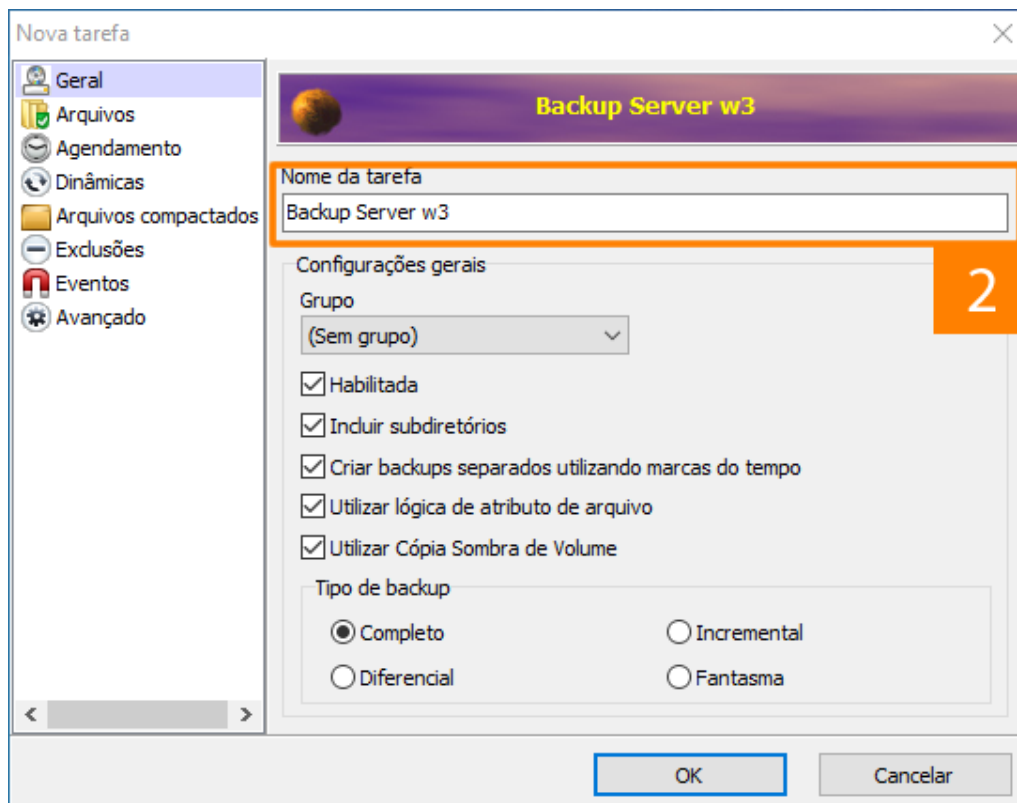 Nova tarefa
Geral
Arquivos
Agendamento
Dinâmicas
Arquivos compactados
Exclusões
Eventos
Avançado
Backup Server w3
Nome da tarefa
Backup Server w3
2
Configurações gerais
Grupo
(Sem grupo)
Habilitada
Incluir subdiretórios
Criar backups separados utilizando marcas do tempo
Utilizar lógica de atributo de arquivo
Utilizar Cópia Sombra de Volume
Tipo de backup
Completo
Incremental
Diferencial
Fantasma
OK
Cancelar